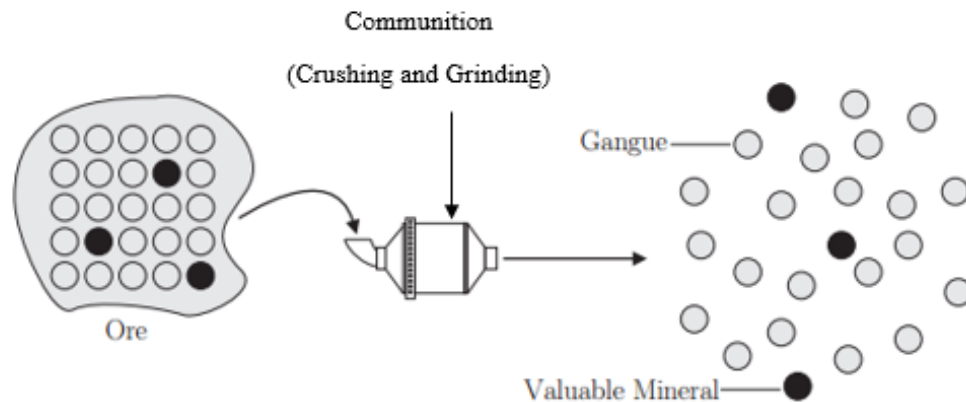 Communition
(Crushing and Grinding)
Gangue
Ore
Valuable Mineral